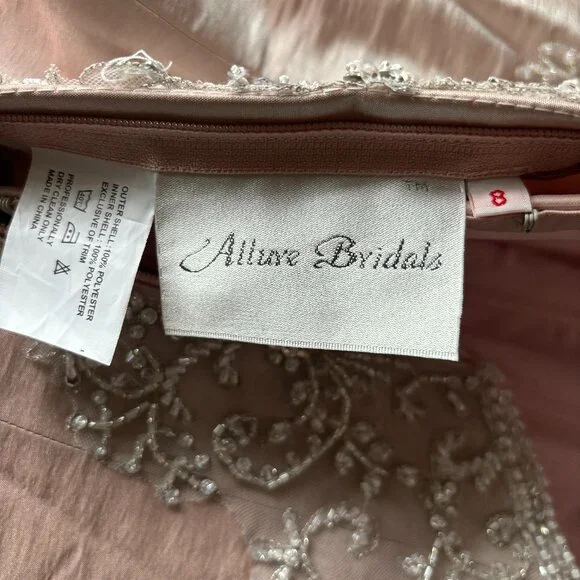 OUTER SHELL: 100% POLYESTER
INNER SHELL: 100% POLYESTER
EXCLUSIVE OF TRIM
PROFESSIONAL
DRY CLEAN ONLY
MADE IN CHINA
TM
Allure Bridals
8